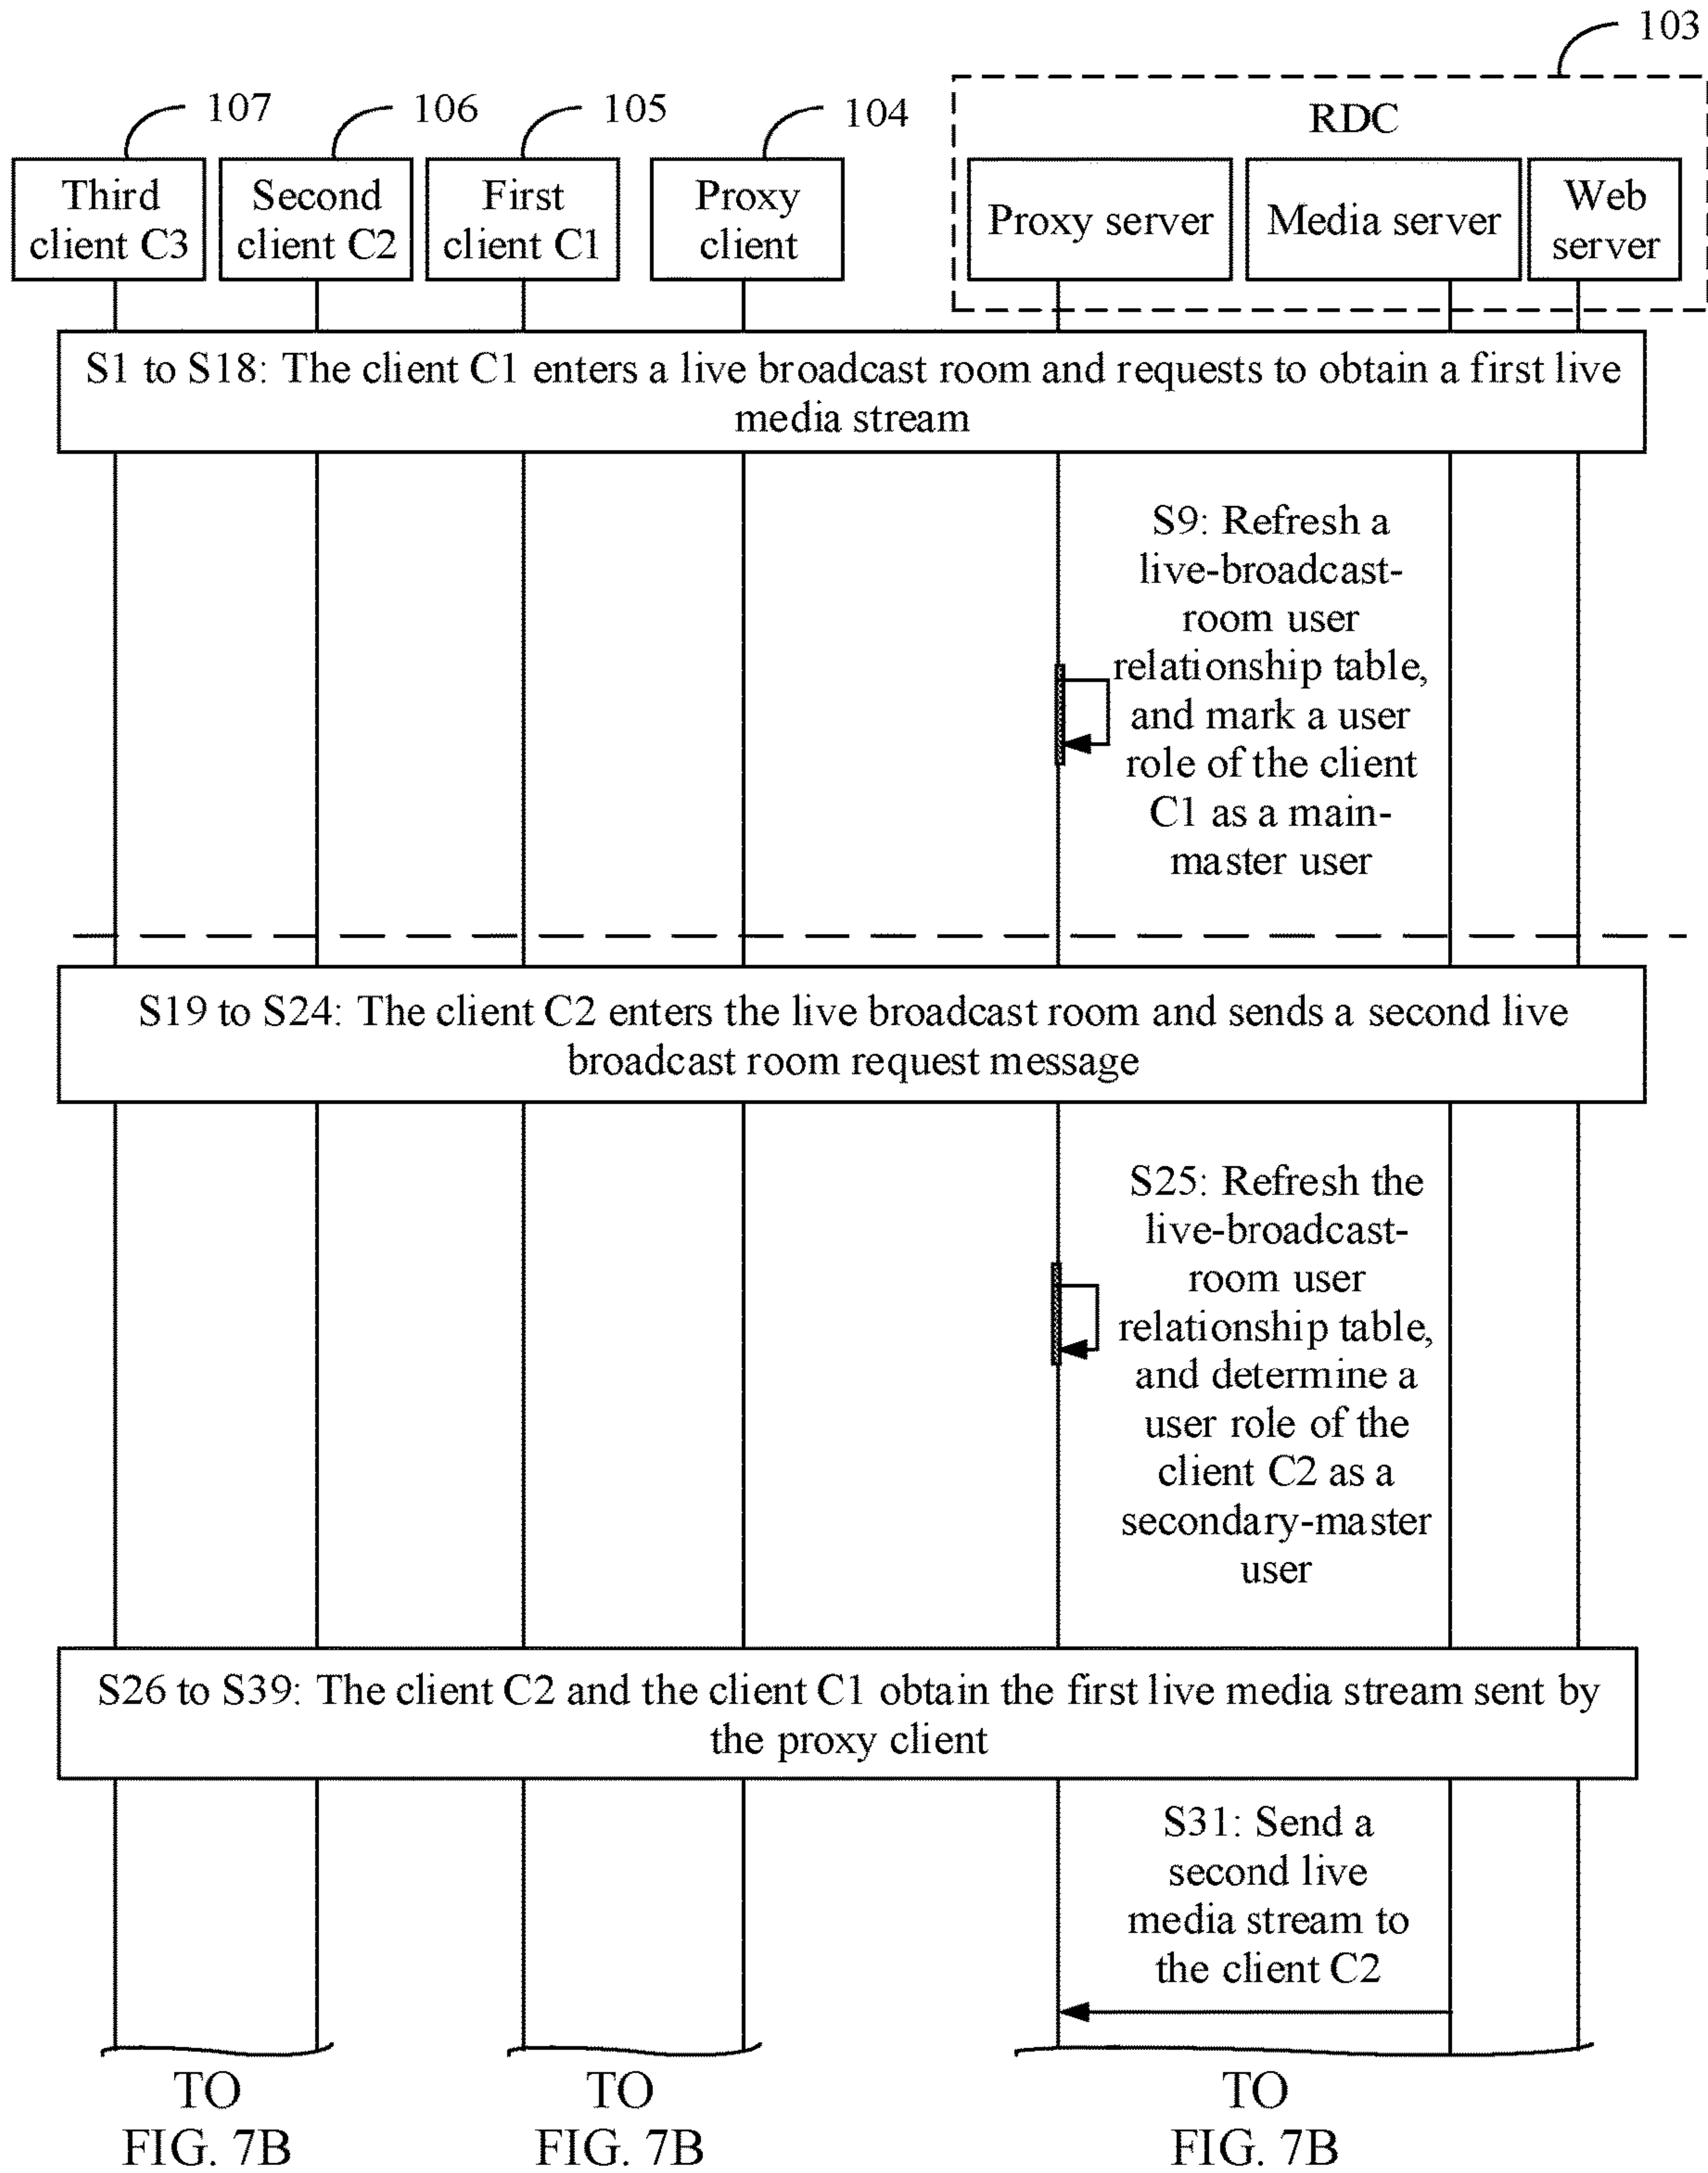 103
107
106
105
104
RDC
Third
client C3
Second
client C2
First
client C1
Proxy
client
Proxy server
Media server
Web
server
S1 to S18: The client C1 enters a live broadcast room and requests to obtain a first live
media stream
S9: Refresh a
live-broadcast-
room user
relationship table,
and mark a user
role of the client
C1 as a main-
master user
S19 to S24: The client C2 enters the live broadcast room and sends a second live
broadcast room request message
S25: Refresh the
live-broadcast-
room user
relationship table,
and determine a
user role of the
client C2 as a
secondary-master
user
S26 to S39: The client C2 and the client C1 obtain the first live media stream sent by
the proxy client
S31: Send a
second live
media stream to
the client C2
TO
FIG. 7B
TO
FIG. 7B
TO
FIG. 7B